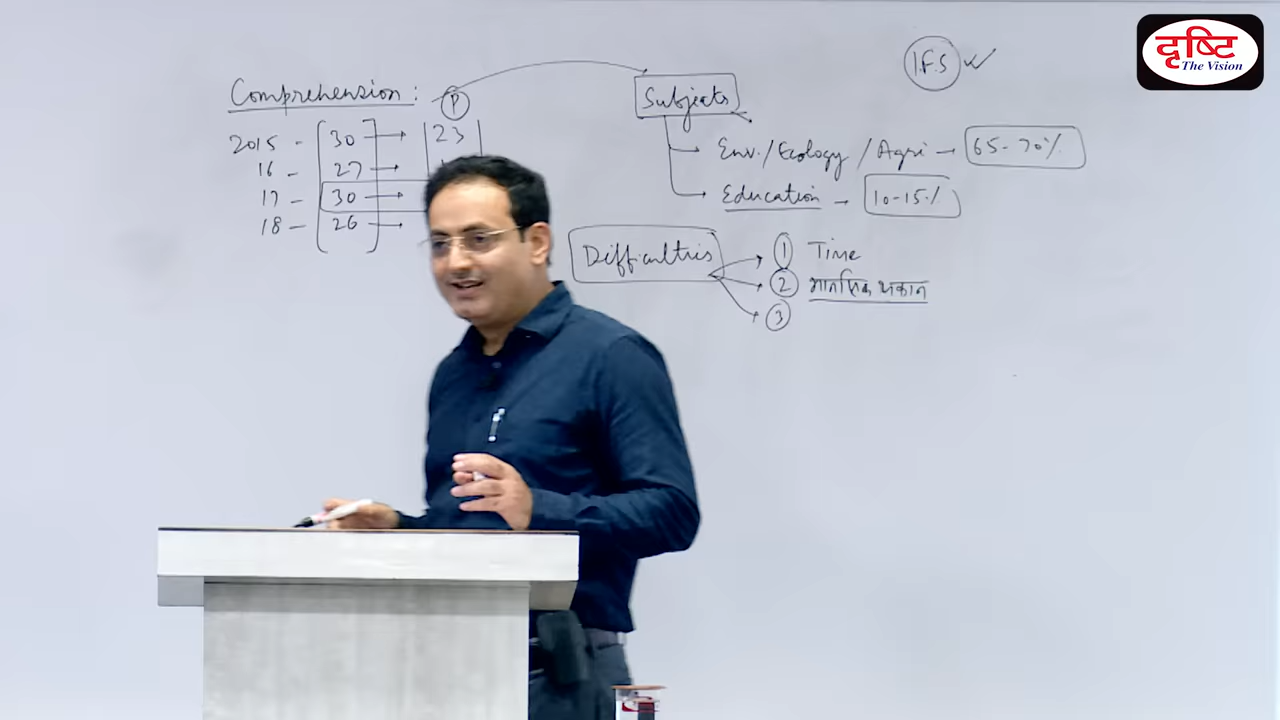 दृष्टि
The Vision
I.F.S
Comprehension :
P
2015 - 30 → 23
16 - 27 →
17 - 30 →
18 - 26 →
Subjects
Env./Ecology / Agri → 65-70%
Education → 10-15%
Difficulties
1 Time
2 मानसिक थकान
3